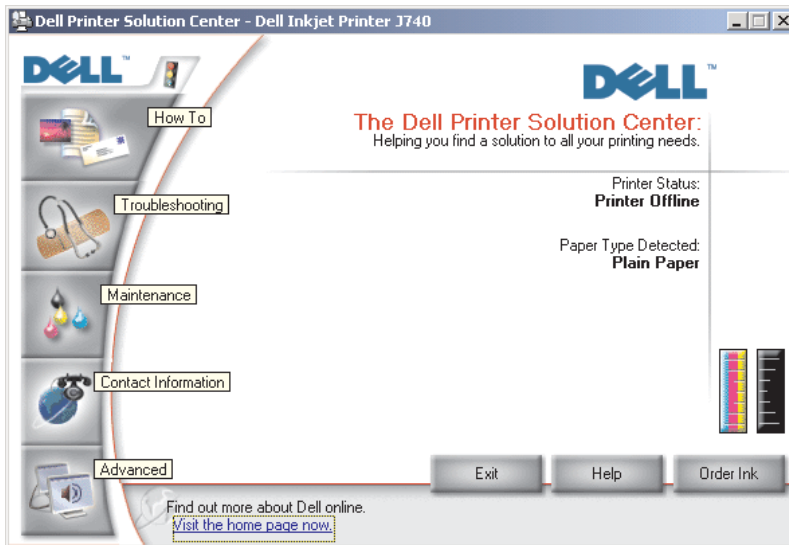 Dell Printer Solution Center - Dell Inkjet Printer J740
DELL™
How To
Troubleshooting
Maintenance
Contact Information
Advanced
DELL™
The Dell Printer Solution Center:
Helping you find a solution to all your printing needs.
Printer Status:
Printer Offline
Paper Type Detected:
Plain Paper
Exit
Help
Order Ink
Find out more about Dell online.
Visit the home page now.